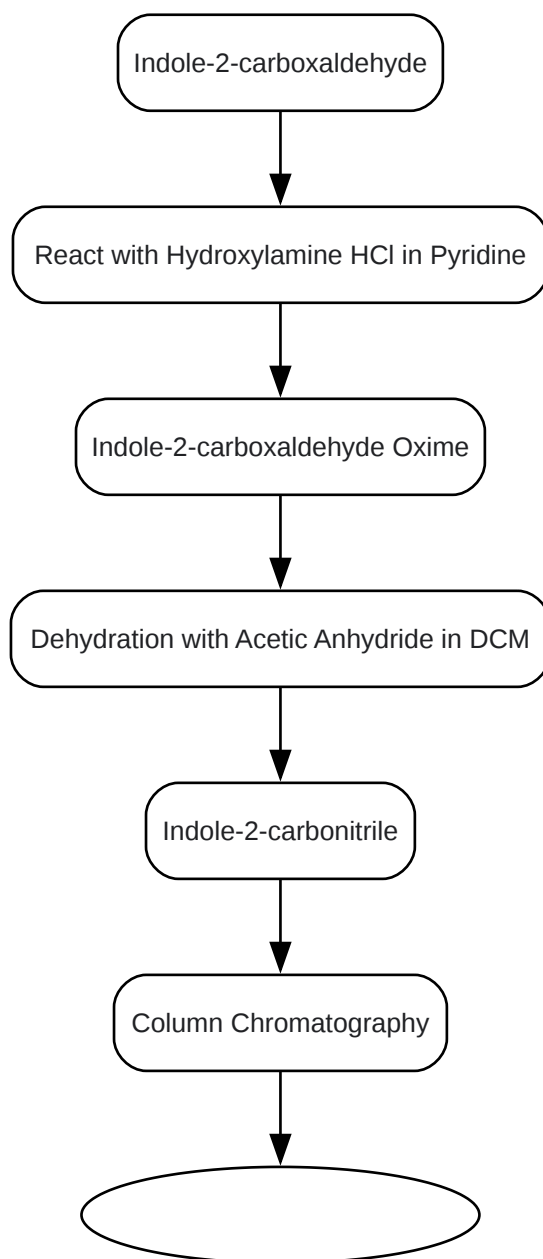 Indole-2-carboxaldehyde
React with Hydroxylamine HCl in Pyridine
Indole-2-carboxaldehyde Oxime
Dehydration with Acetic Anhydride in DCM
Indole-2-carbonitrile
Column Chromatography